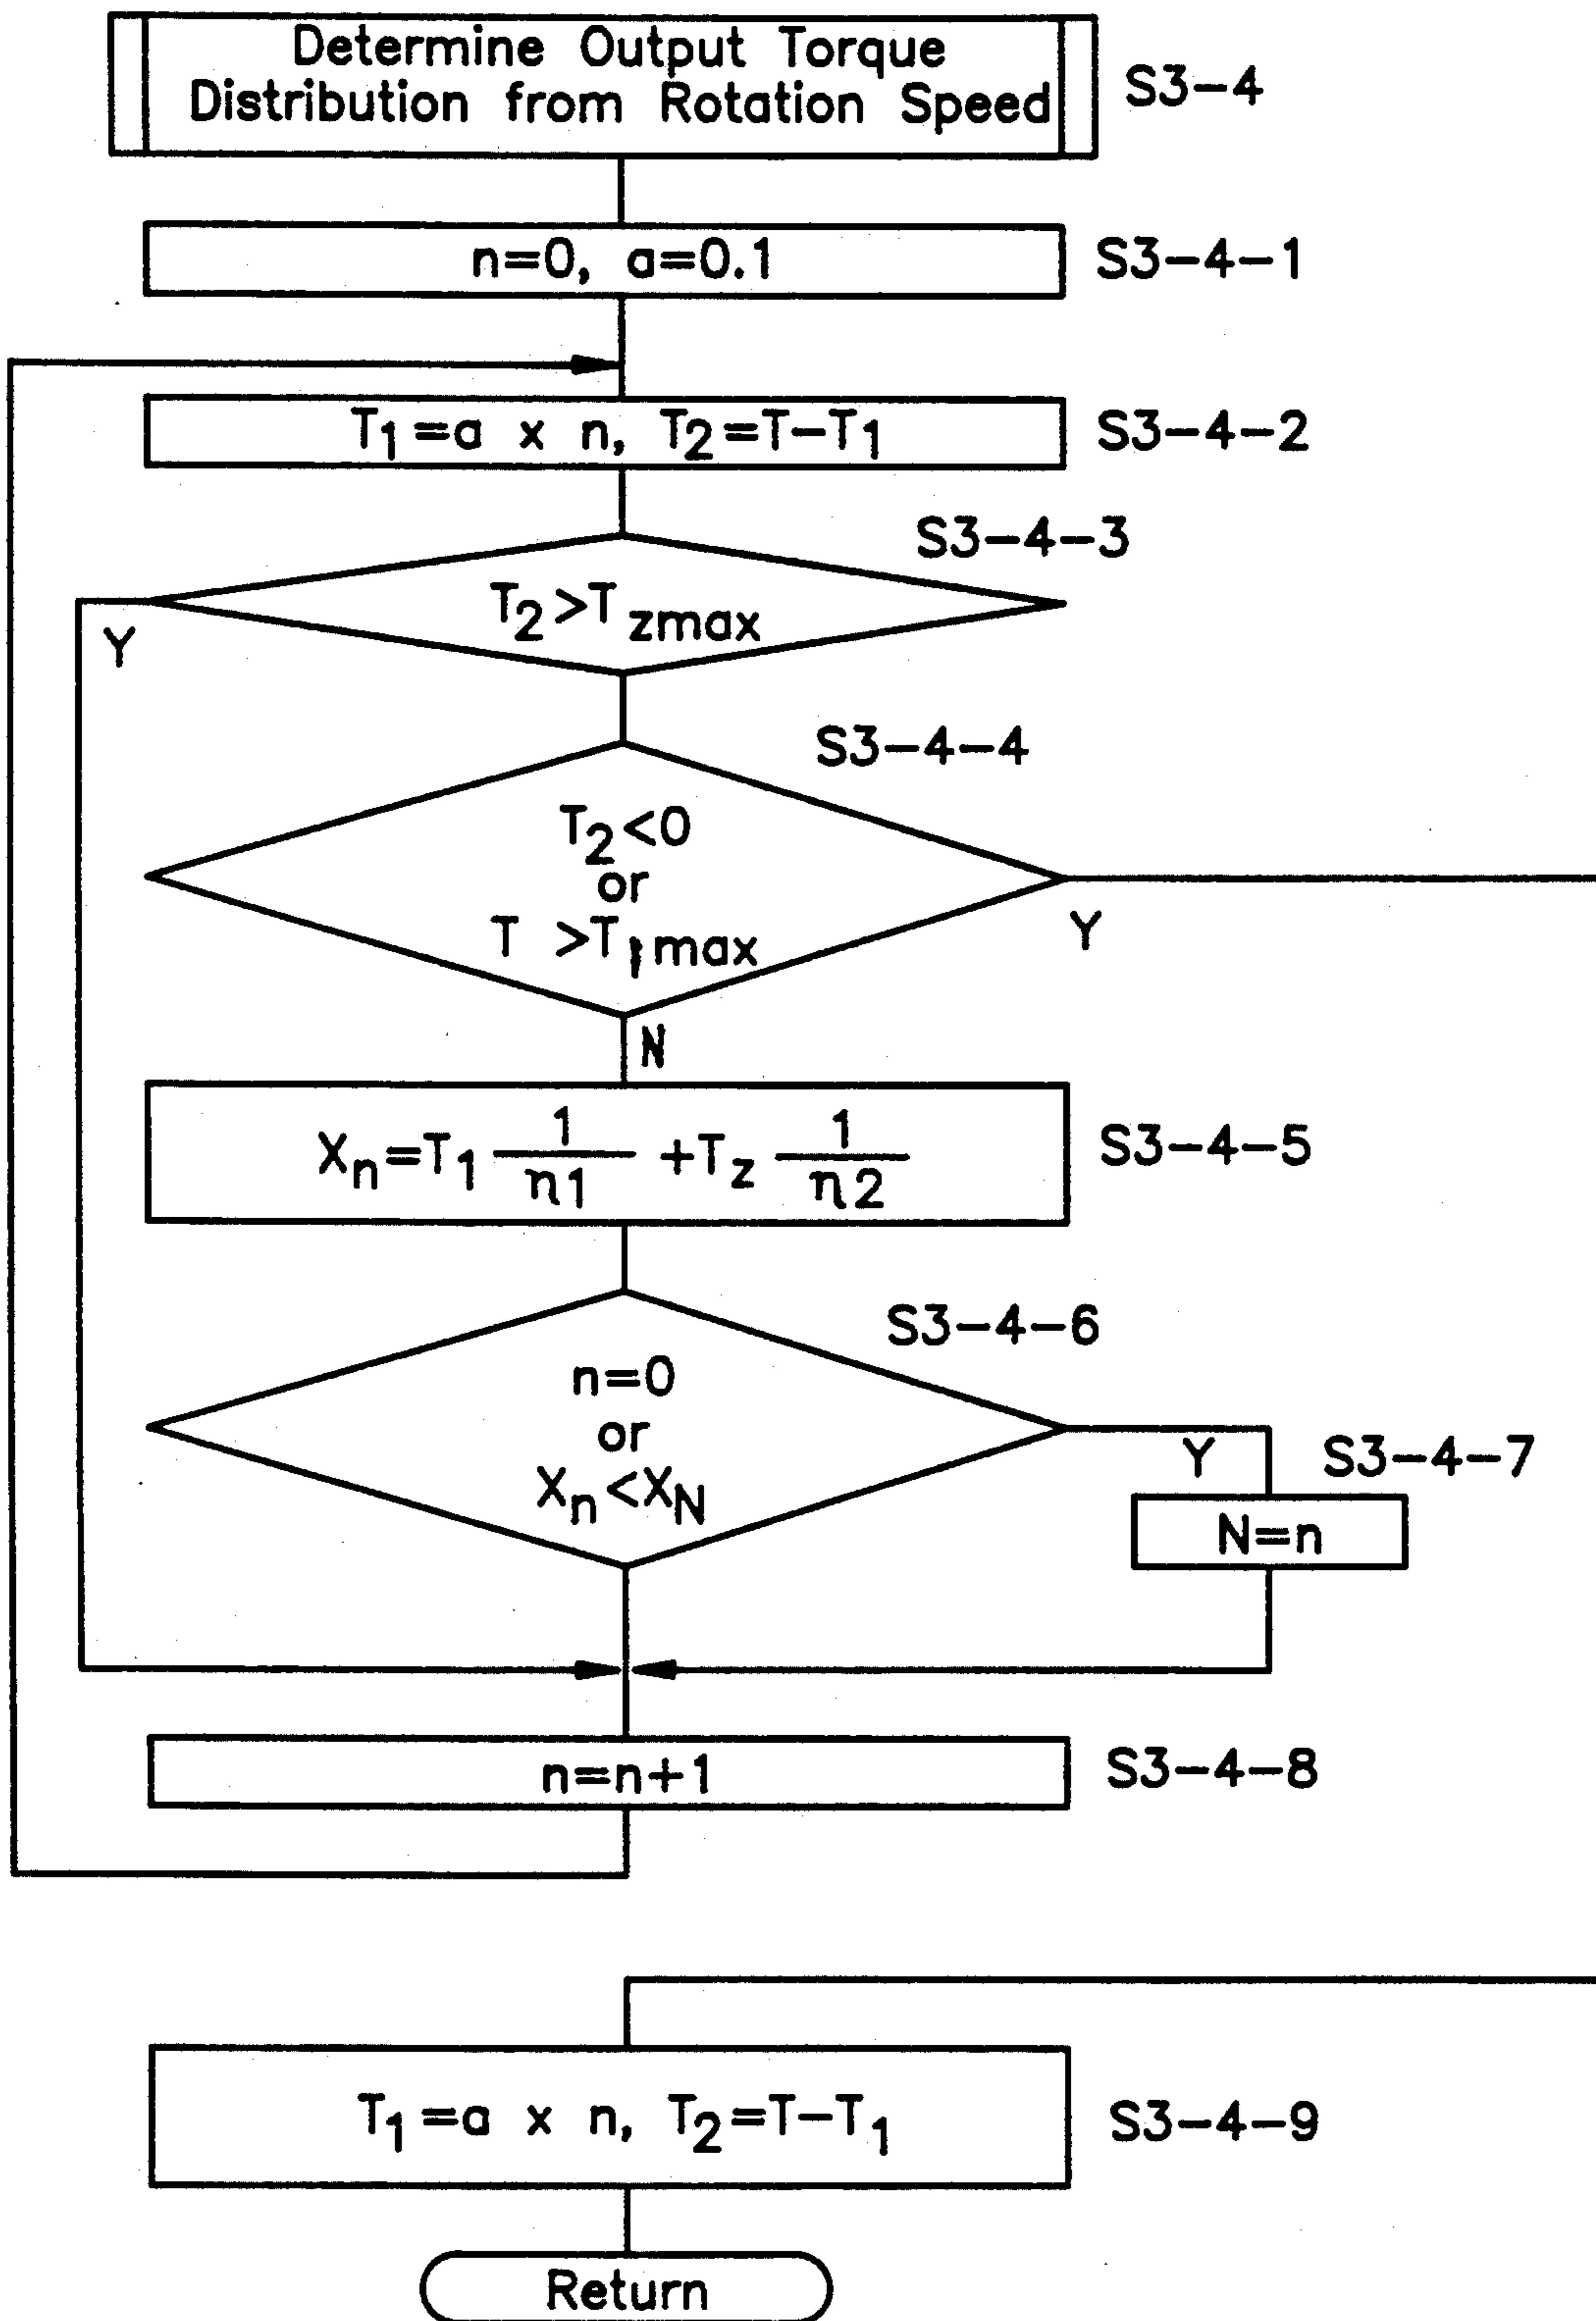 Determine Output Torque
Distribution from Rotation Speed
S3-4
n=0, a=0.1
S3-4-1
T1=a x n, T2=T-T1
S3-4-2
S3-4-3
T2>Tzmax
Y
S3-4-4
T2<0
or
T >T1max
Y
N
Xn=T1 1/η1 +Tz 1/η2
S3-4-5
S3-4-6
n=0
or
Xn<XN
Y
S3-4-7
N=n
n=n+1
S3-4-8
T1=a x n, T2=T-T1
S3-4-9
Return